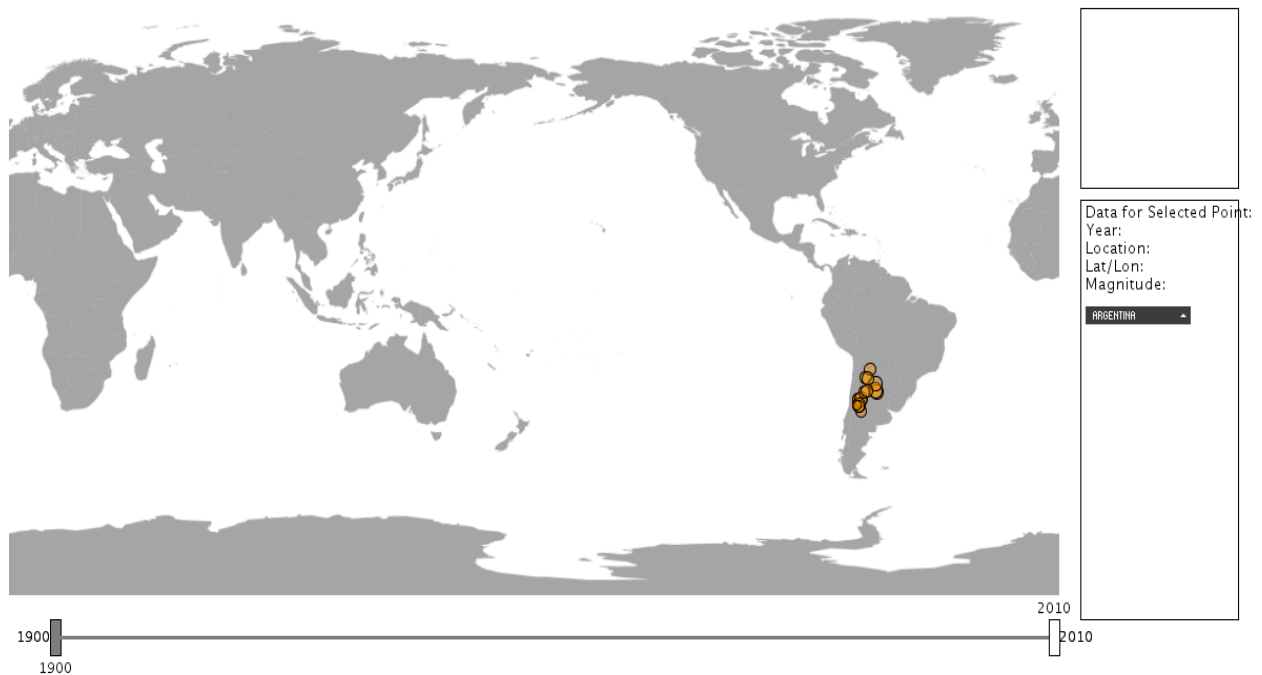 Data for Selected Point:
Year:
Location:
Lat/Lon:
Magnitude:
ARGENTINA
2010
1900
2010
1900